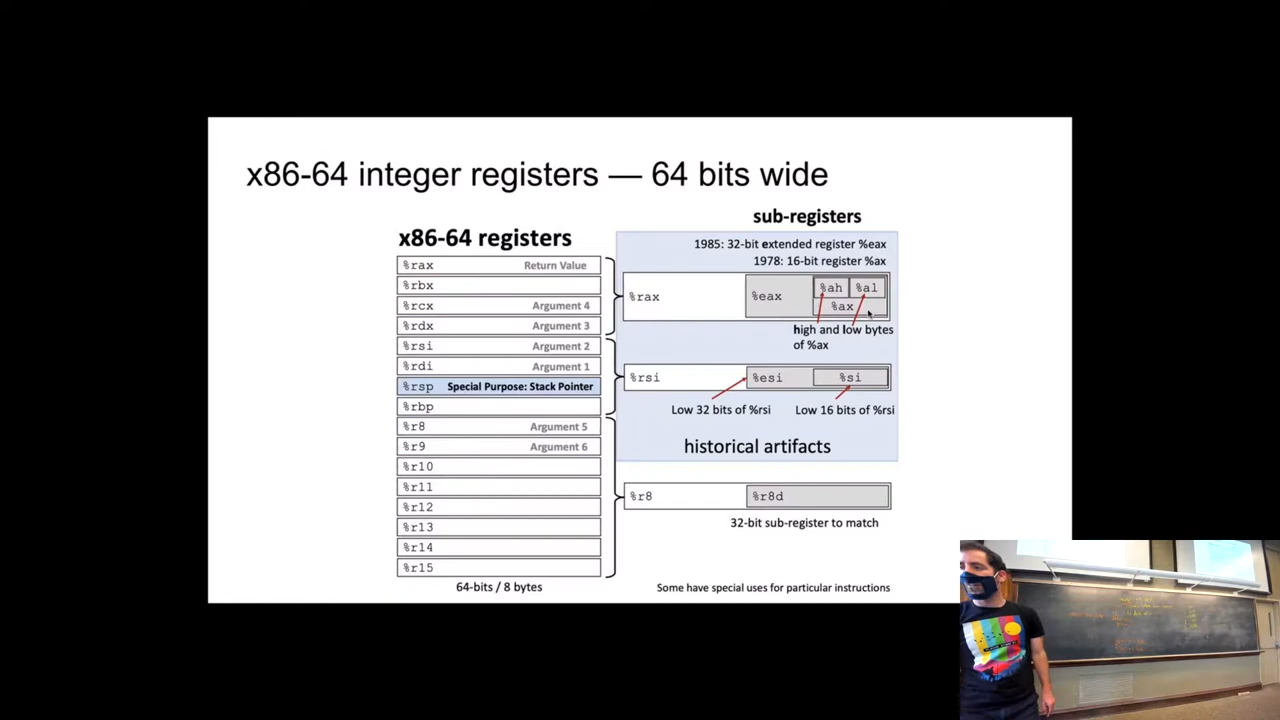 x86-64 integer registers — 64 bits wide
x86-64 registers
%rax Return Value
%rbx
%rcx Argument 4
%rdx Argument 3
%rsi Argument 2
%rdi Argument 1
%rsp Special Purpose: Stack Pointer
%rbp
%r8 Argument 5
%r9 Argument 6
%r10
%r11
%r12
%r13
%r14
%r15
64-bits / 8 bytes
sub-registers
1985: 32-bit extended register %eax
1978: 16-bit register %ax
%rax %eax %ah %al
%ax
high and low bytes
of %ax
%rsi %esi %si
Low 32 bits of %rsi Low 16 bits of %rsi
historical artifacts
%r8 %r8d
32-bit sub-register to match
Some have special uses for particular instructions